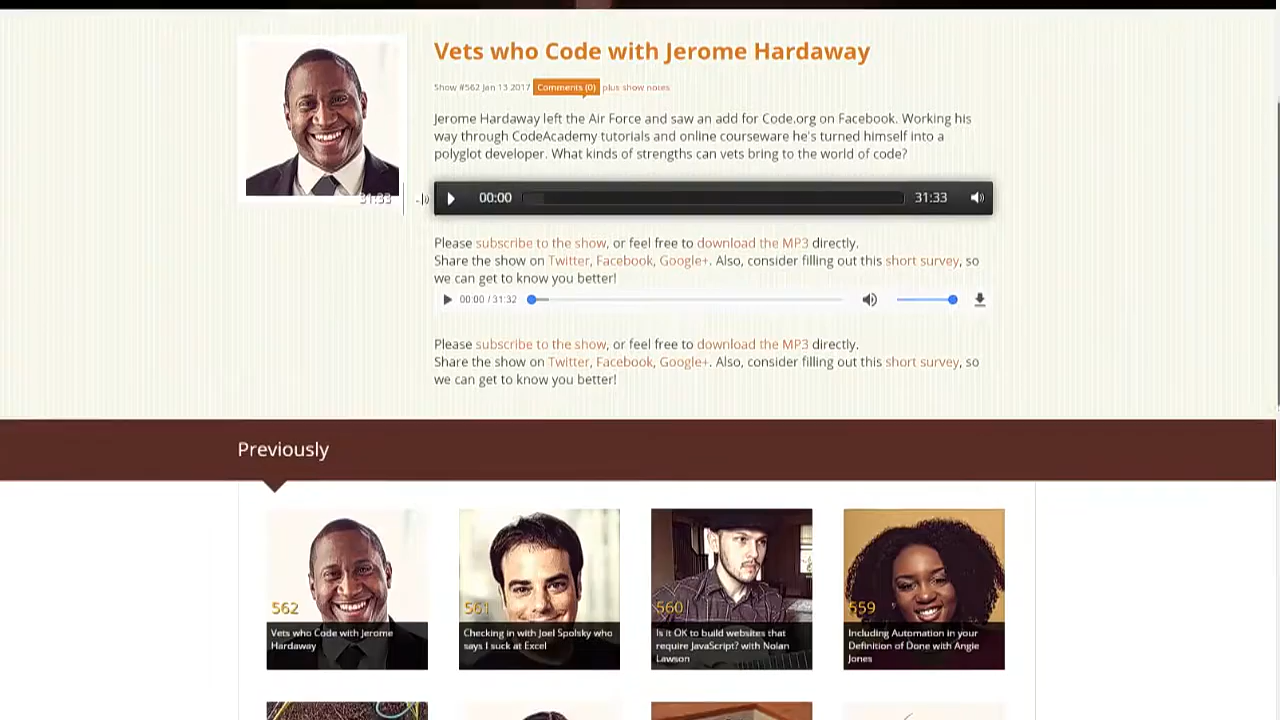 Vets who Code with Jerome Hardaway
Show #562 Jan 13 2017 Comments (0) plus show notes
Jerome Hardaway left the Air Force and saw an add for Code.org on Facebook. Working his
way through CodeAcademy tutorials and online courseware he's turned himself into a
polyglot developer. What kinds of strengths can vets bring to the world of code?
31:33
00:00 31:33
Please subscribe to the show, or feel free to download the MP3 directly.
Share the show on Twitter, Facebook, Google+. Also, consider filling out this short survey, so
we can get to know you better!
00:00 / 31:32
Please subscribe to the show, or feel free to download the MP3 directly.
Share the show on Twitter, Facebook, Google+. Also, consider filling out this short survey, so
we can get to know you better!
Previously
562
Vets who Code with Jerome
Hardaway
561
Checking in with Joel Spolsky who
says I suck at Excel
560
Is it OK to build websites that
require JavaScript? with Nolan
Lawson
559
Including Automation in your
Definition of Done with Angie
Jones